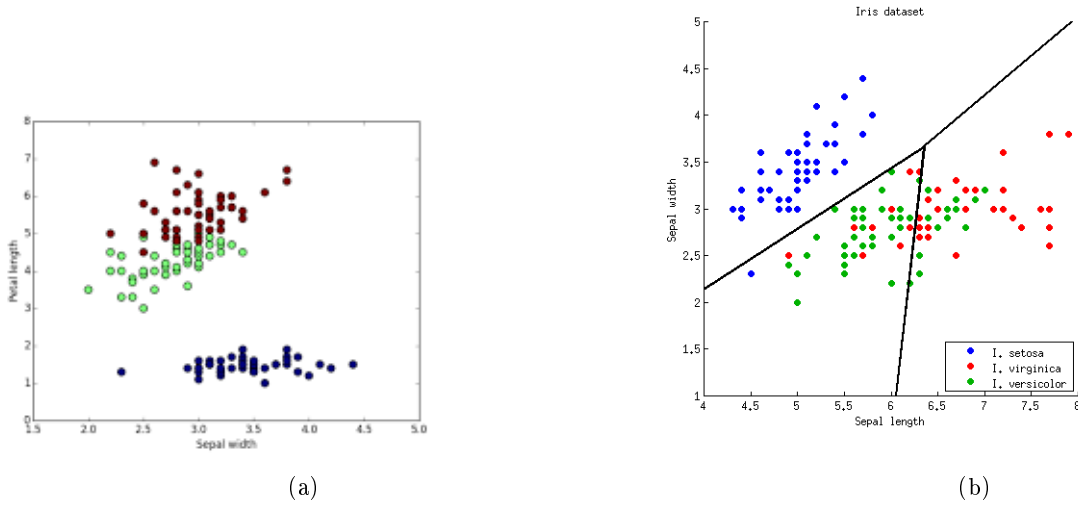 8
7
6
5
4
3
2
1
0
1.5 2.0 2.5 3.0 3.5 4.0 4.5 5.0
Petal length
Sepal width
(a)
Iris dataset
5
4.5
4
3.5
3
2.5
2
1.5
1
4 4.5 5 5.5 6 6.5 7 7.5 8
Sepal width
Sepal length
I. setosa
I. virginica
I. versicolor
(b)